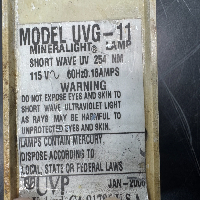 MODEL UVG-11
MINERALIGHT® LAMP
SHORT WAVE UV 254 NM
115 V~ 60Hz 0.16AMPS
WARNING
DO NOT EXPOSE EYES AND SKIN TO
SHORT WAVE ULTRAVIOLET LIGHT
AS RAYS MAY BE HARMFUL TO
UNPROTECTED EYES AND SKIN.
LAMPS CONTAIN MERCURY.
DISPOSE ACCORDING TO
LOCAL, STATE OR FEDERAL LAWS
UVP JAN-2006
CA U.S.A.